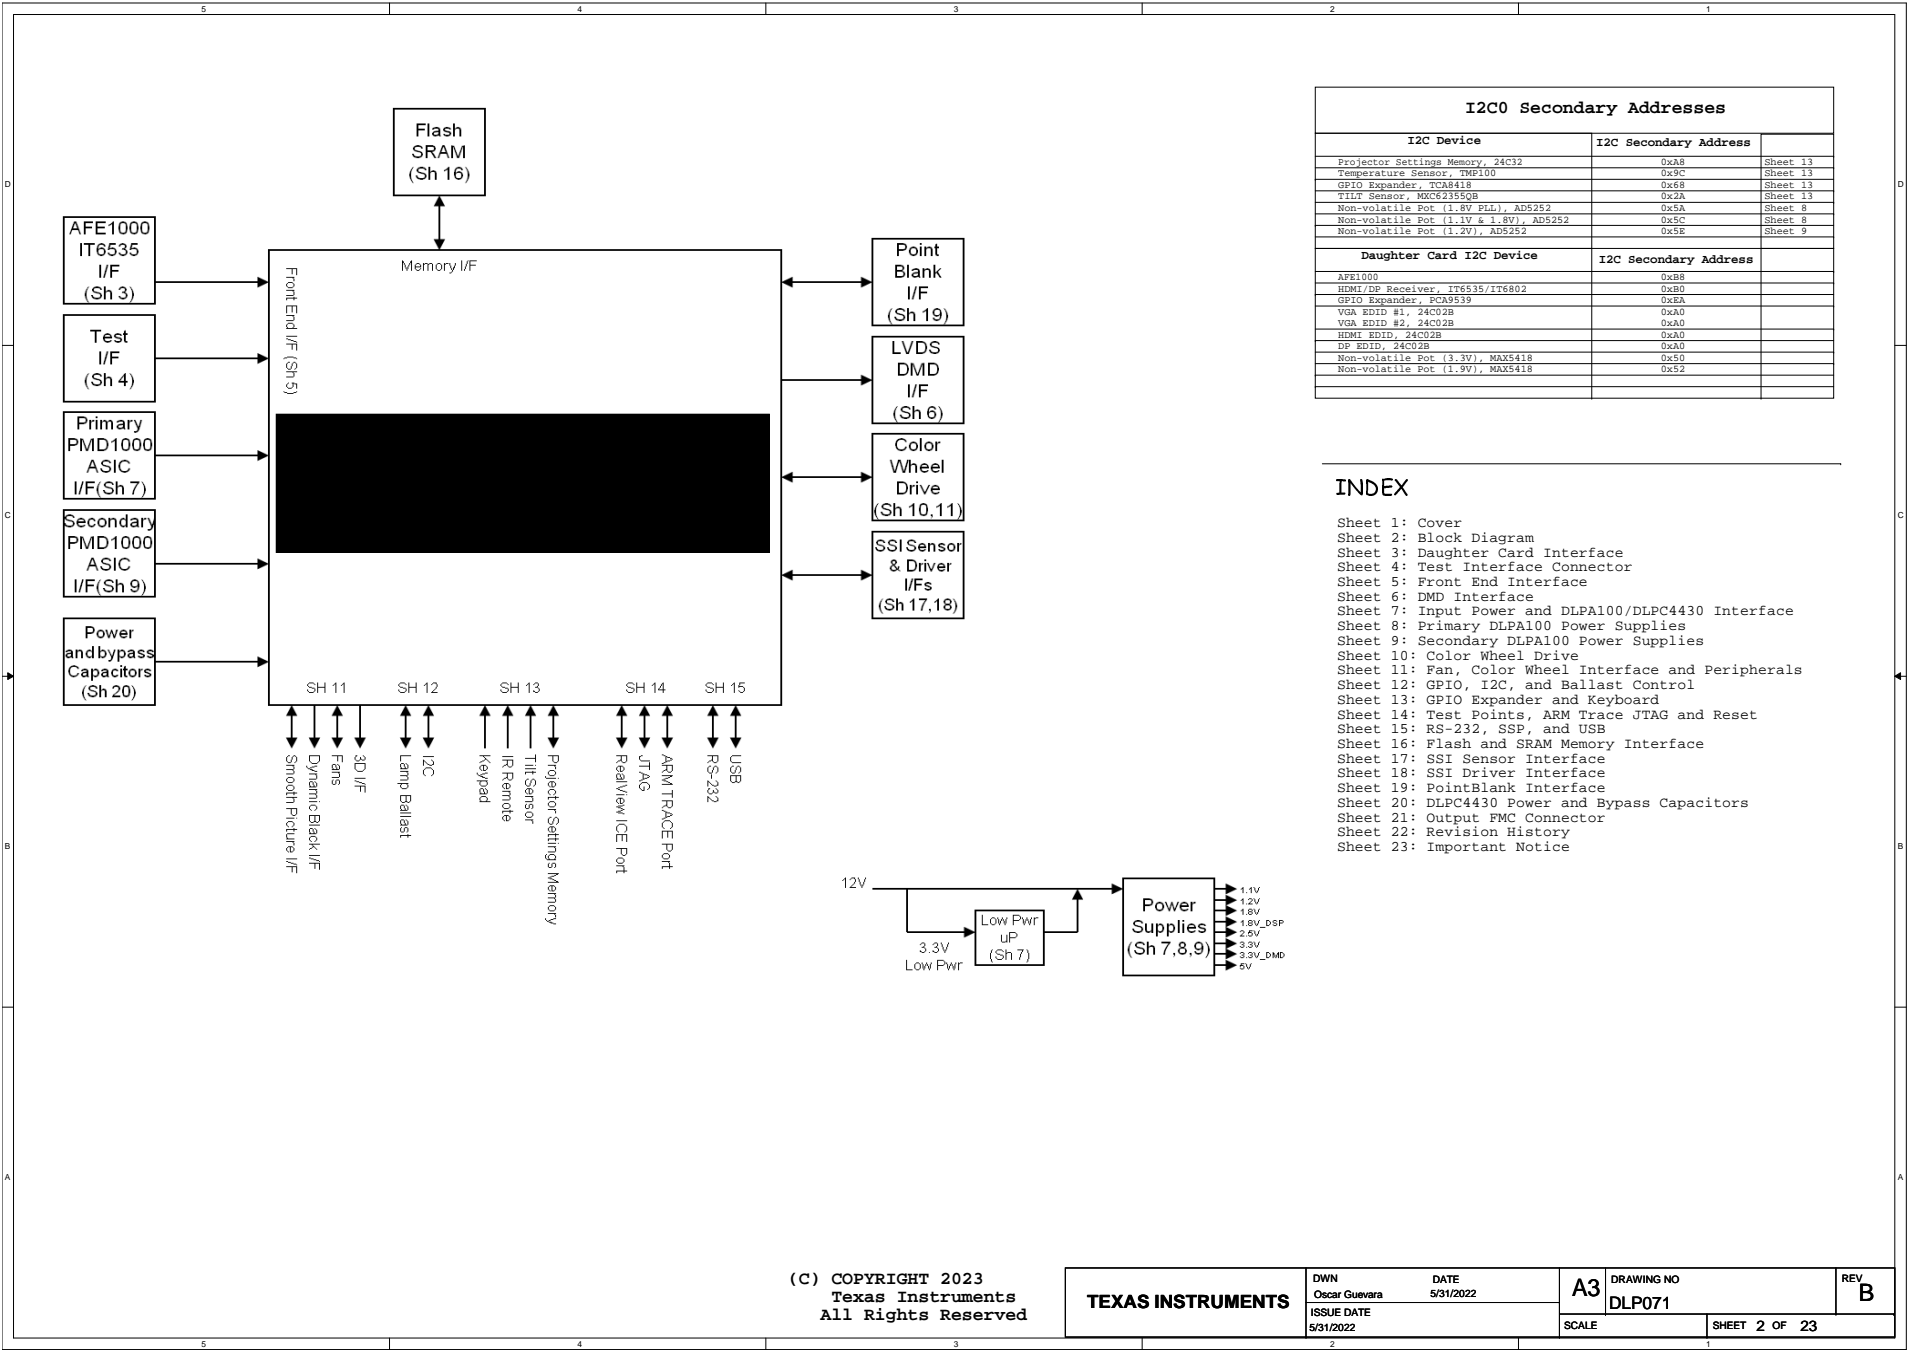 5 4 3 2 1
D
C
B
A
D
C
B
A
Flash
SRAM
(Sh 16)
AFE1000
IT6535
I/F
(Sh 3)
Test
I/F
(Sh 4)
Primary
PMD1000
ASIC
I/F(Sh 7)
Secondary
PMD1000
ASIC
I/F(Sh 9)
Power
and bypass
Capacitors
(Sh 20)
Memory I/F
Front End I/F (Sh 5)
Point
Blank
I/F
(Sh 19)
LVDS
DMD
I/F
(Sh 6)
Color
Wheel
Drive
(Sh 10,11)
SSI Sensor
& Driver
I/Fs
(Sh 17,18)
SH 11 SH 12 SH 13 SH 14 SH 15
Smooth Picture I/F
Dynamic Black I/F
Fans
3D I/F
Lamp Ballast
I2C
Keypad
IR Remote
Tilt Sensor
Projector Settings Memory
RealView ICE Port
JTAG
ARM TRACE Port
RS-232
USB
12V
3.3V
Low Pwr
Low Pwr
uP
(Sh 7)
Power
Supplies
(Sh 7,8,9)
1.1V
1.2V
1.8V
1.8V_DSP
2.5V
3.3V
3.3V_DMD
5V
I2C0 Secondary Addresses
I2C Device I2C Secondary Address
Projector Settings Memory, 24C32 0xA8 Sheet 13
Temperature Sensor, TMP100 0x9C Sheet 13
GPIO Expander, TCA8418 0x68 Sheet 13
TILT Sensor, MXC62355QB 0x2A Sheet 13
Non-volatile Pot (1.8V PLL), AD5252 0x5A Sheet 8
Non-volatile Pot (1.1V & 1.8V), AD5252 0x5C Sheet 8
Non-volatile Pot (1.2V), AD5252 0x5E Sheet 9
Daughter Card I2C Device I2C Secondary Address
AFE1000 0xB8
HDMI/DP Receiver, IT6535/IT6802 0xB0
GPIO Expander, PCA9539 0xEA
VGA EDID #1, 24C02B 0xA0
VGA EDID #2, 24C02B 0xA0
HDMI EDID, 24C02B 0xA0
DP EDID, 24C02B 0xA0
Non-volatile Pot (3.3V), MAX5418 0x50
Non-volatile Pot (1.9V), MAX5418 0x52
INDEX
Sheet 1: Cover
Sheet 2: Block Diagram
Sheet 3: Daughter Card Interface
Sheet 4: Test Interface Connector
Sheet 5: Front End Interface
Sheet 6: DMD Interface
Sheet 7: Input Power and DLPA100/DLPC4430 Interface
Sheet 8: Primary DLPA100 Power Supplies
Sheet 9: Secondary DLPA100 Power Supplies
Sheet 10: Color Wheel Drive
Sheet 11: Fan, Color Wheel Interface and Peripherals
Sheet 12: GPIO, I2C, and Ballast Control
Sheet 13: GPIO Expander and Keyboard
Sheet 14: Test Points, ARM Trace JTAG and Reset
Sheet 15: RS-232, SSP, and USB
Sheet 16: Flash and SRAM Memory Interface
Sheet 17: SSI Sensor Interface
Sheet 18: SSI Driver Interface
Sheet 19: PointBlank Interface
Sheet 20: DLPC4430 Power and Bypass Capacitors
Sheet 21: Output FMC Connector
Sheet 22: Revision History
Sheet 23: Important Notice
(C) COPYRIGHT 2023
Texas Instruments
All Rights Reserved
TEXAS INSTRUMENTS
DWN DATE
Oscar Guevara 5/31/2022
ISSUE DATE
5/31/2022
A3
DRAWING NO
DLP071
REV
B
SCALE
SHEET 2 OF 23
5 4 3 2 1